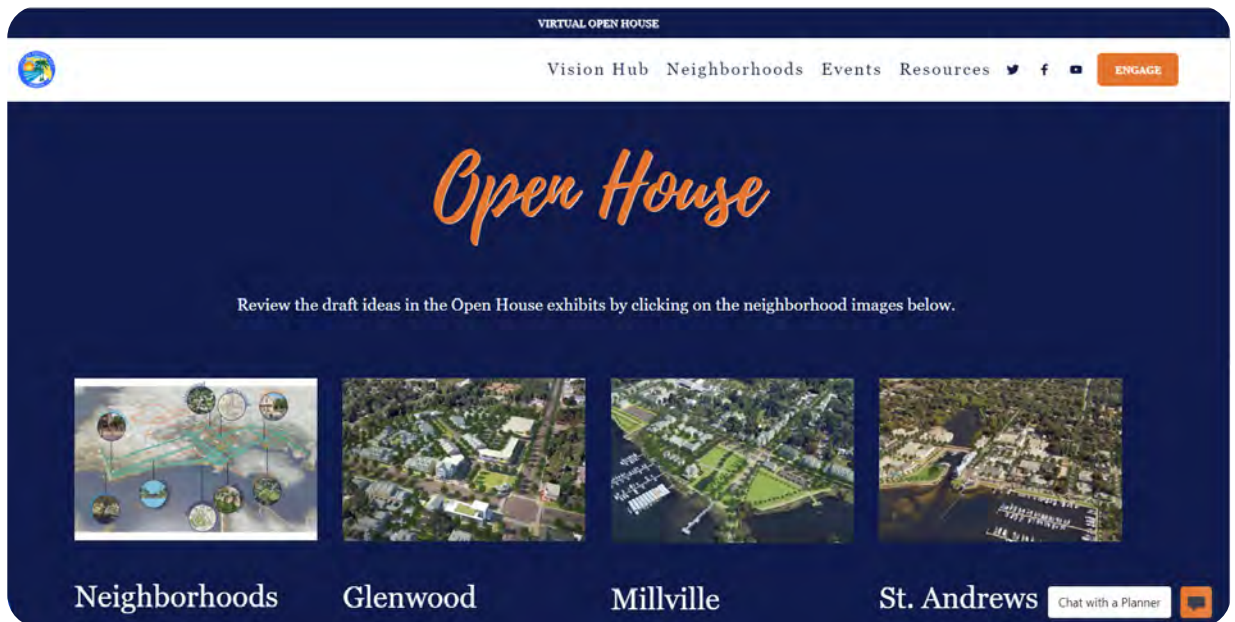 VIRTUAL OPEN HOUSE
Vision Hub Neighborhoods Events Resources ENGAGE
Open House
Review the draft ideas in the Open House exhibits by clicking on the neighborhood images below.
Neighborhoods Glenwood Millville St. Andrews Chat with a Planner